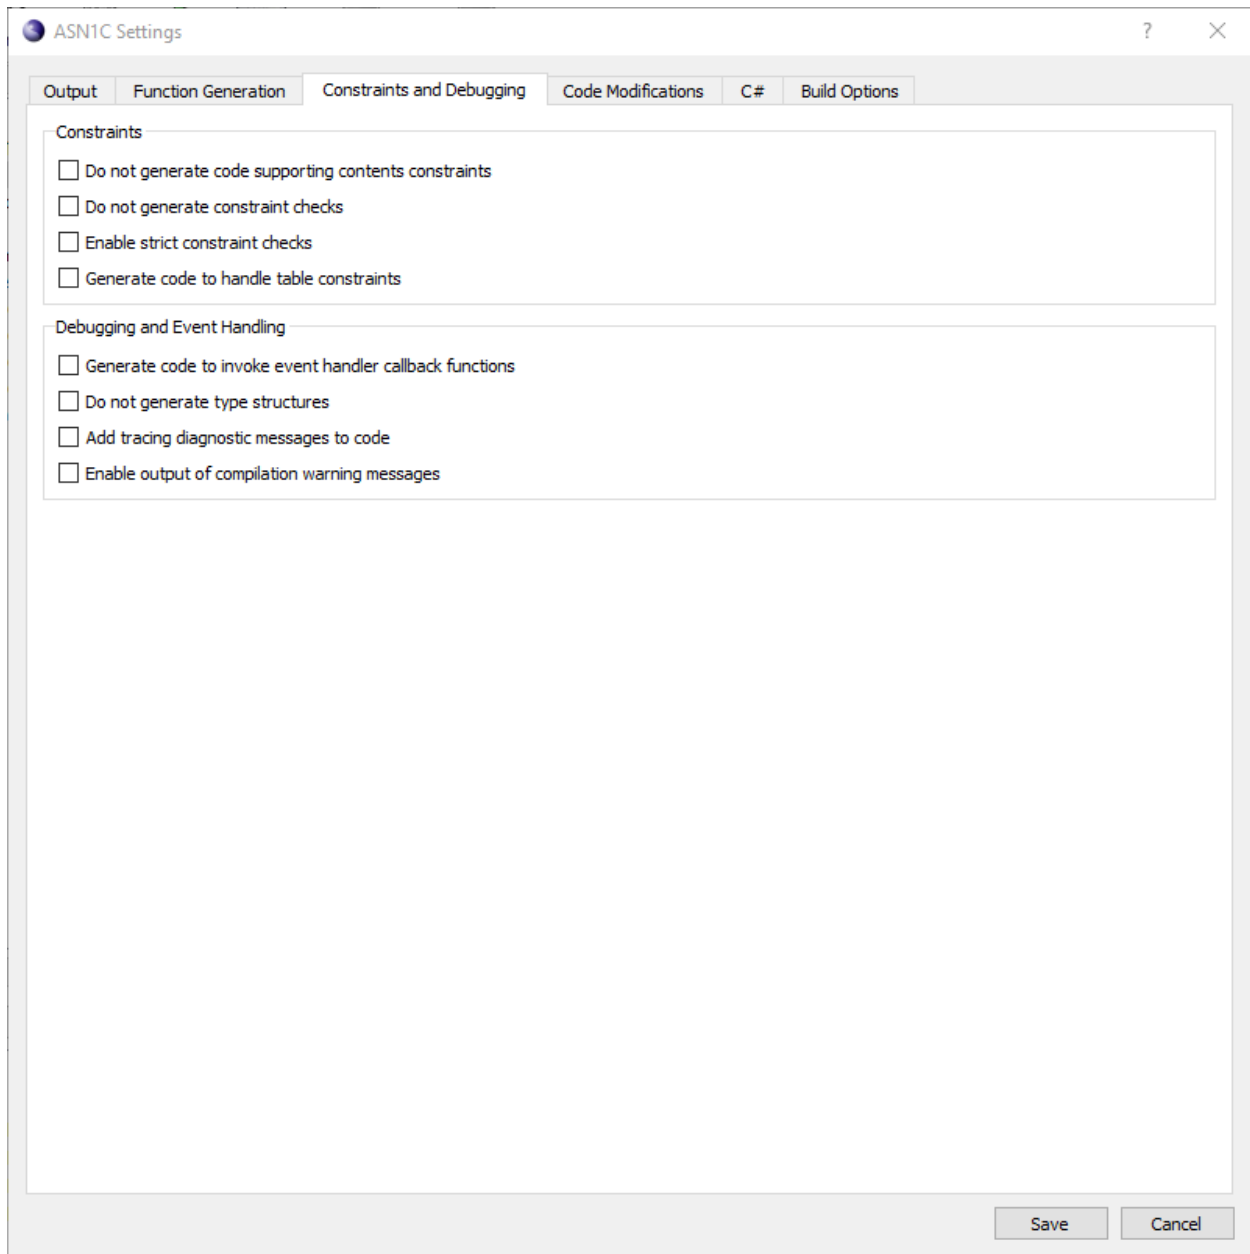 ASN1C Settings
?
Output Function Generation Constraints and Debugging Code Modifications C# Build Options
Constraints
Do not generate code supporting contents constraints
Do not generate constraint checks
Enable strict constraint checks
Generate code to handle table constraints
Debugging and Event Handling
Generate code to invoke event handler callback functions
Do not generate type structures
Add tracing diagnostic messages to code
Enable output of compilation warning messages
Save Cancel